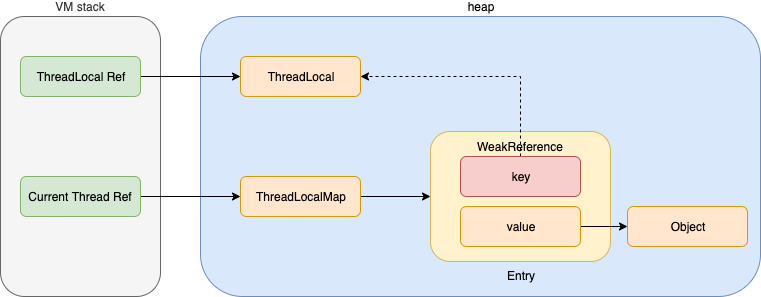 VM stack
heap
ThreadLocal Ref
ThreadLocal
WeakReference
key
Current Thread Ref
ThreadLocalMap
value
Object
Entry